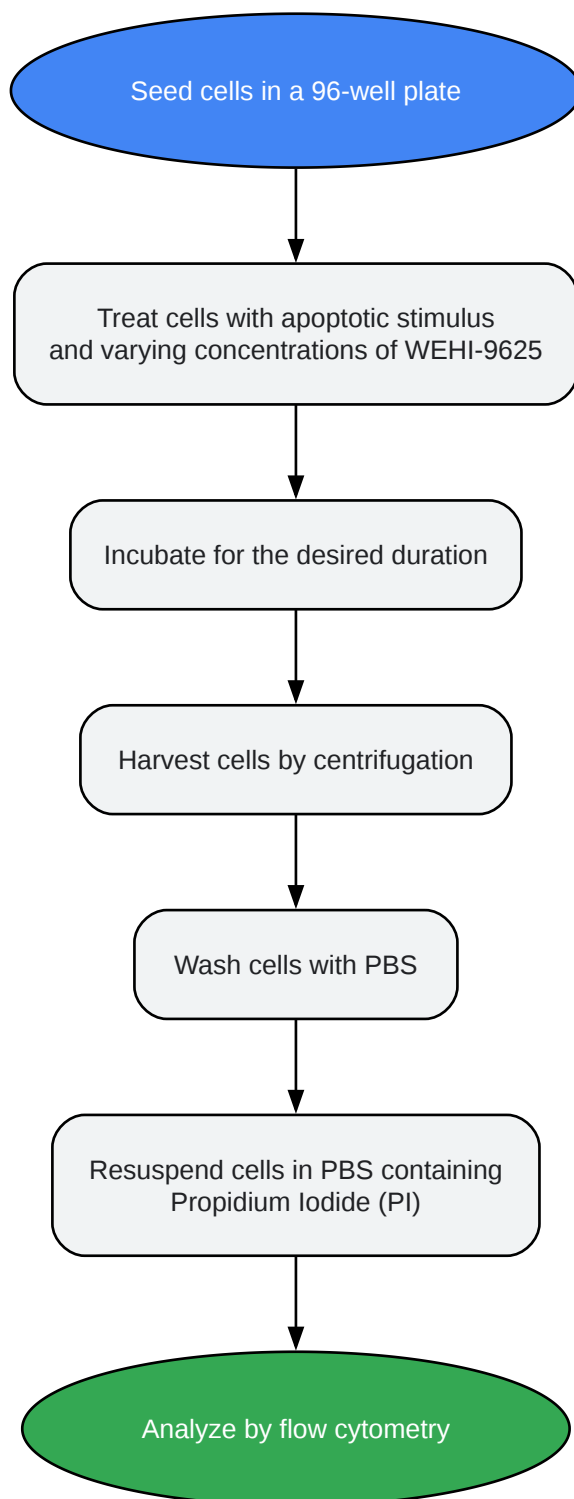 Seed cells in a 96-well plate
Treat cells with apoptotic stimulus
and varying concentrations of WEHI-9625
Incubate for the desired duration
Harvest cells by centrifugation
Wash cells with PBS
Resuspend cells in PBS containing
Propidium Iodide (PI)
Analyze by flow cytometry